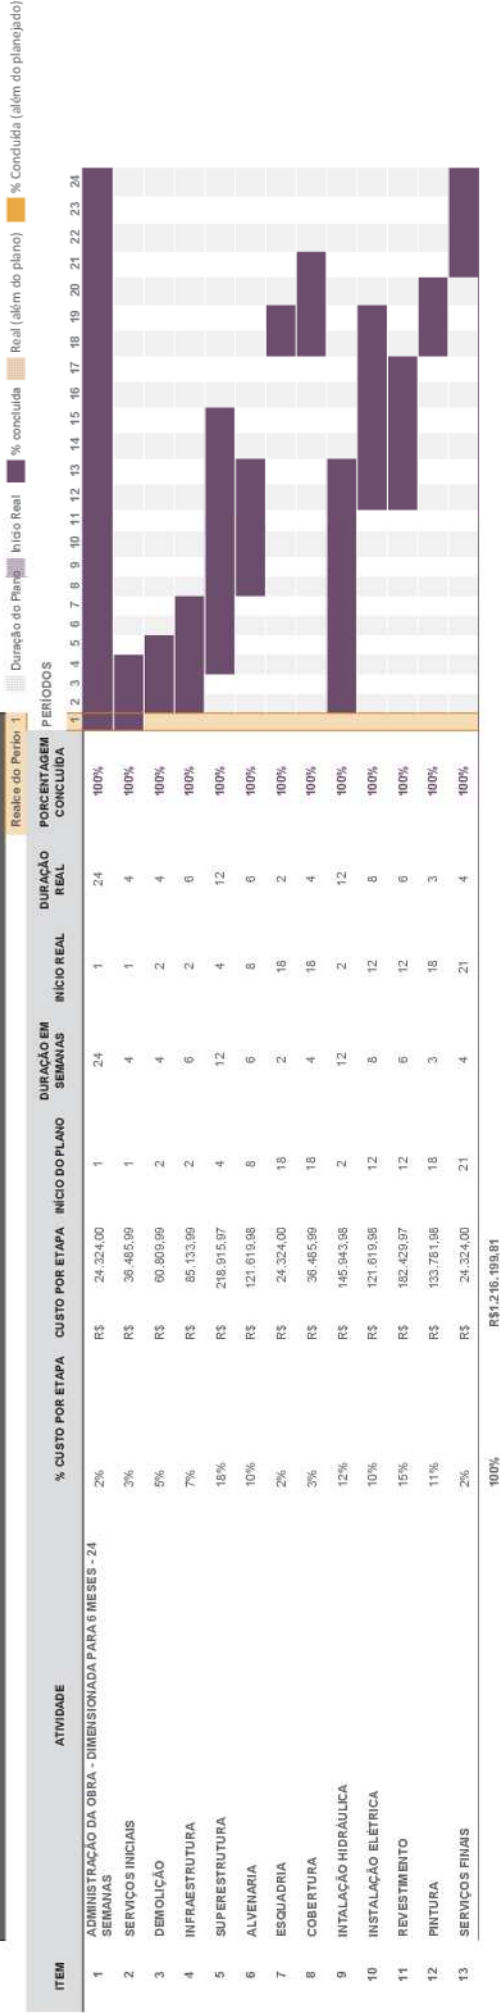 Realce do Períor 1
Duração do Plano
Início Real
% concluída
Real (além do plano)
% Concluída (além do planejado)
ITEM ATIVIDADE % CUSTO POR ETAPA CUSTO POR ETAPA INÍCIO DO PLANO DURAÇÃO EM SEMANAS INÍCIO REAL DURAÇÃO REAL PORCENTAGEM CONCLUÍDA PERÍODOS
1 2 3 4 5 6 7 8 9 10 11 12 13 14 15 16 17 18 19 20 21 22 23 24
1 ADMINISTRAÇÃO DA OBRA - DIMENSIONADA PARA 6 MESES - 24 SEMANAS 2% R$ 24.324,00 1 24 1 24 100%
2 SERVIÇOS INICIAIS 3% R$ 36.485,99 1 4 1 4 100%
3 DEMOLIÇÃO 5% R$ 60.809,99 2 4 2 4 100%
4 INFRAESTRUTURA 7% R$ 85.133,99 2 6 2 6 100%
5 SUPERESTRUTURA 18% R$ 218.915,97 4 12 4 12 100%
6 ALVENARIA 10% R$ 121.619,98 8 6 8 6 100%
7 ESQUADRIA 2% R$ 24.324,00 18 2 18 2 100%
8 COBERTURA 3% R$ 36.485,99 18 4 18 4 100%
9 INTALAÇÃO HIDRÁULICA 12% R$ 145.943,98 2 12 2 12 100%
10 INSTALAÇÃO ELÉTRICA 10% R$ 121.619,98 12 8 12 8 100%
11 REVESTIMENTO 15% R$ 182.429,97 12 6 12 6 100%
12 PINTURA 11% R$ 133.781,98 18 3 18 3 100%
13 SERVIÇOS FINAIS 2% R$ 24.324,00 21 4 21 4 100%
100% R$1.216.199,81